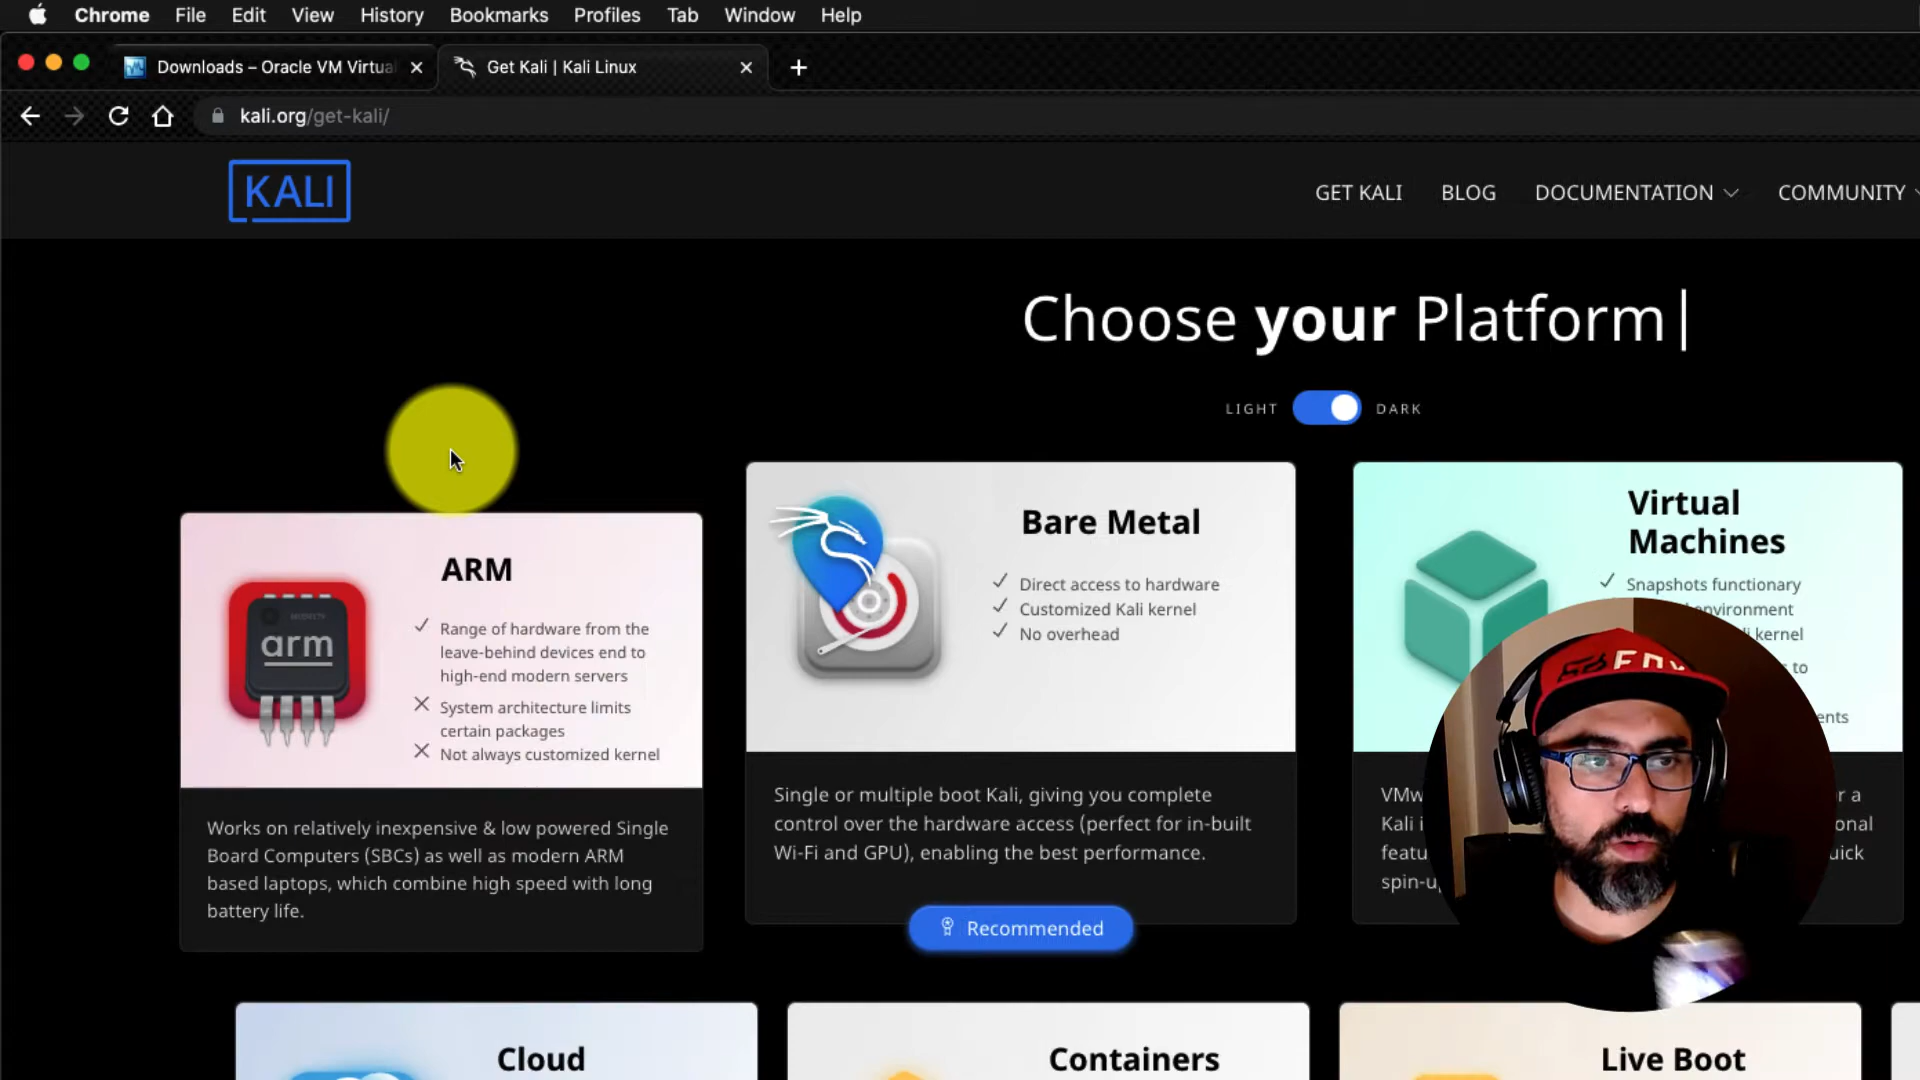 Chrome File Edit View History Bookmarks Profiles Tab Window Help
Downloads – Oracle VM Virtual
Get Kali | Kali Linux
kali.org/get-kali/
KALI
GET KALI BLOG DOCUMENTATION COMMUNITY
Choose your Platform
LIGHT DARK
ARM
arm
Range of hardware from the
leave-behind devices end to
high-end modern servers
System architecture limits
certain packages
Not always customized kernel
Works on relatively inexpensive & low powered Single
Board Computers (SBCs) as well as modern ARM
based laptops, which combine high speed with long
battery life.
Bare Metal
Direct access to hardware
Customized Kali kernel
No overhead
Single or multiple boot Kali, giving you complete
control over the hardware access (perfect for in-built
Wi-Fi and GPU), enabling the best performance.
Recommended
Virtual
Machines
Snapshots functionary
environment
kernel
to
Kali
Cloud
Containers
Live Boot